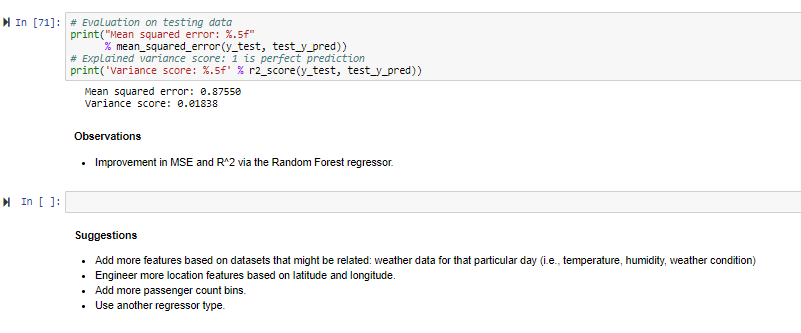 In [71]: # Evaluation on testing data
print("Mean squared error: %.5f"
% mean_squared_error(y_test, test_y_pred))
# Explained variance score: 1 is perfect prediction
print('Variance score: %.5f' % r2_score(y_test, test_y_pred))
Mean squared error: 0.87550
Variance score: 0.01838
Observations
• Improvement in MSE and R^2 via the Random Forest regressor.
In [ ]:
Suggestions
• Add more features based on datasets that might be related: weather data for that particular day (i.e., temperature, humidity, weather condition)
• Engineer more location features based on latitude and longitude.
• Add more passenger count bins.
• Use another regressor type.